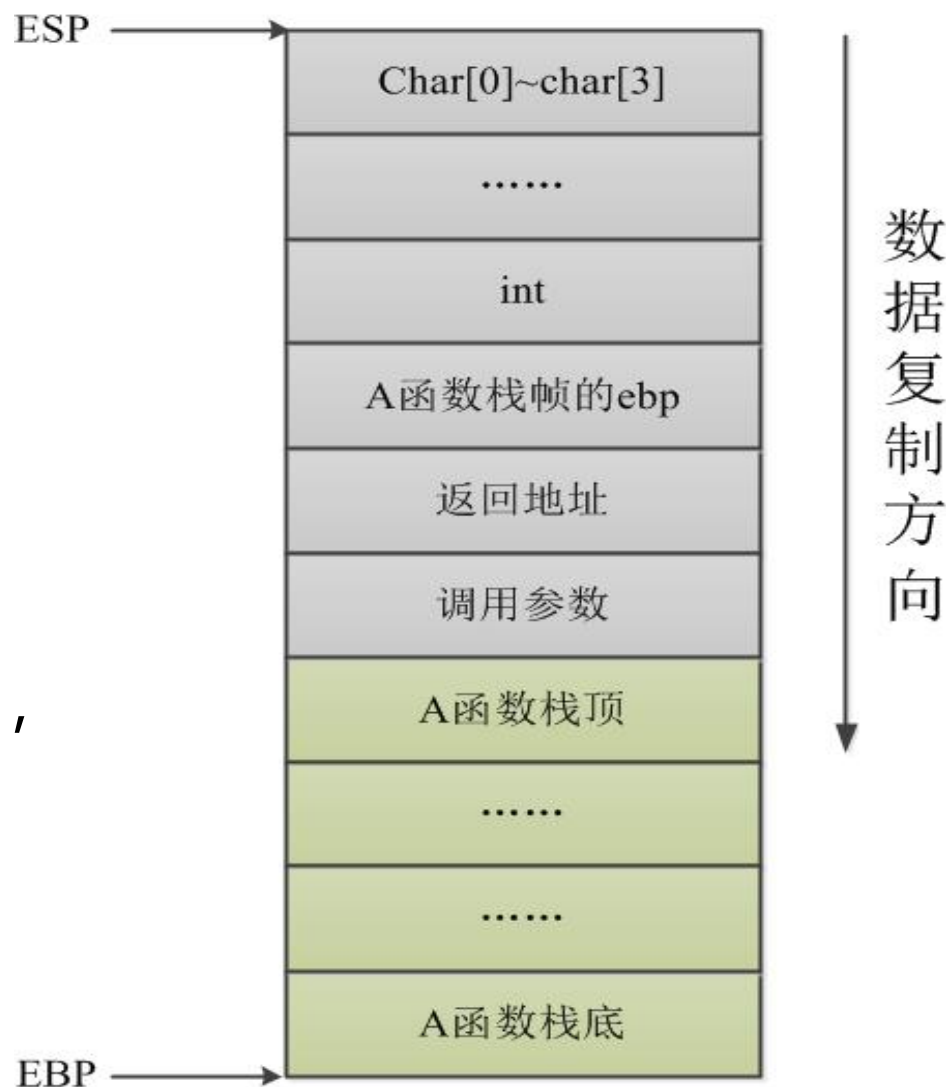 ESP
Char[0]~char[3]
……
int
A函数栈帧的ebp
返回地址
调用参数
A函数栈顶
……
……
A函数栈底
EBP
数据复制方向
,